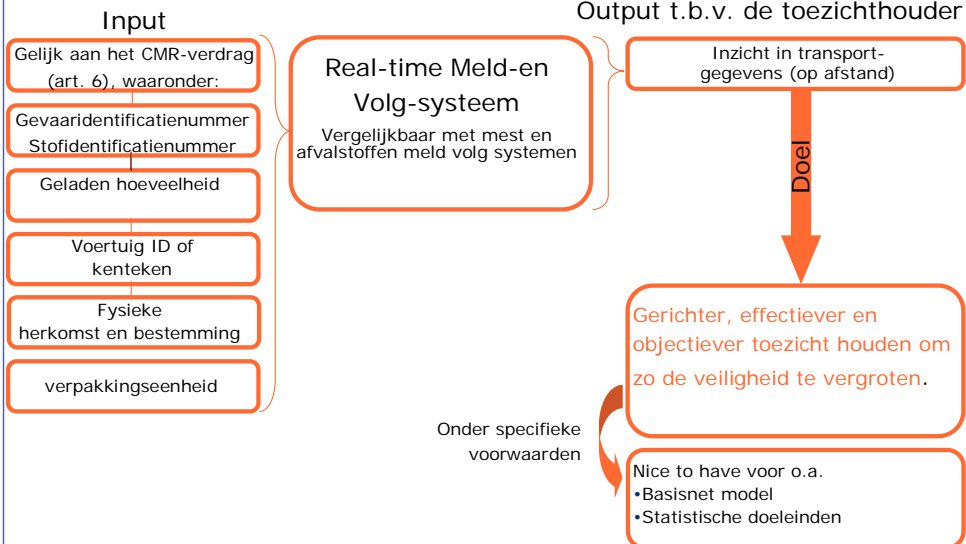 Input
Gelijk aan het CMR-verdrag
(art. 6), waaronder:
Gevaaridentificatienummer
Stofidentificatienummer
Geladen hoeveelheid
Voertuig ID of
kenteken
Fysieke
herkomst en bestemming
verpakkingseenheid
Real-time Meld-en
Volg-systeem
Vergelijkbaar met mest en
afvalstoffen meld volg systemen
Output t.b.v. de toezichthouder
Inzicht in transport-
gegevens (op afstand)
Doel
Gerichter, effectiever en
objectiever toezicht houden om
zo de veiligheid te vergroten.
Onder specifieke
voorwaarden
Nice to have voor o.a.
•Basisnet model
•Statistische doeleinden